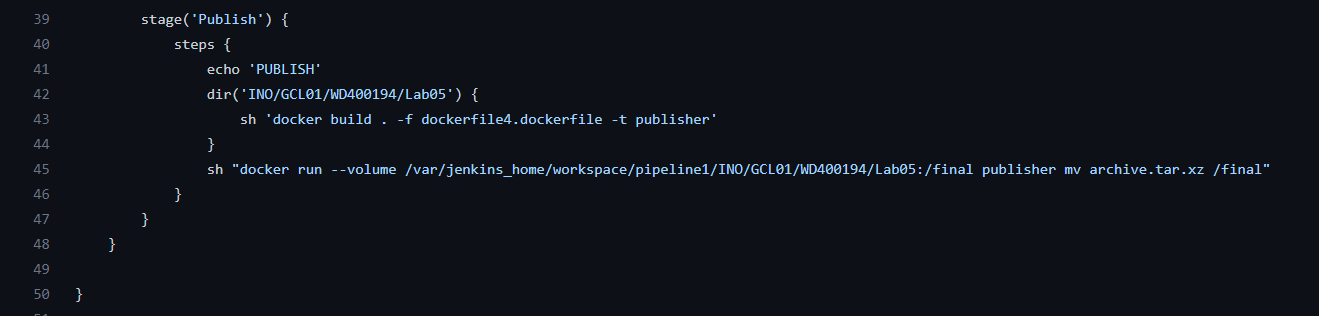 39 stage('Publish') {
40 steps {
41 echo 'PUBLISH'
42 dir('INO/GCL01/WD400194/Lab05') {
43 sh 'docker build . -f dockerfile4.dockerfile -t publisher'
44 }
45 sh "docker run --volume /var/jenkins_home/workspace/pipeline1/INO/GCL01/WD400194/Lab05:/final publisher mv archive.tar.xz /final"
46 }
47 }
48 }
49
50 }